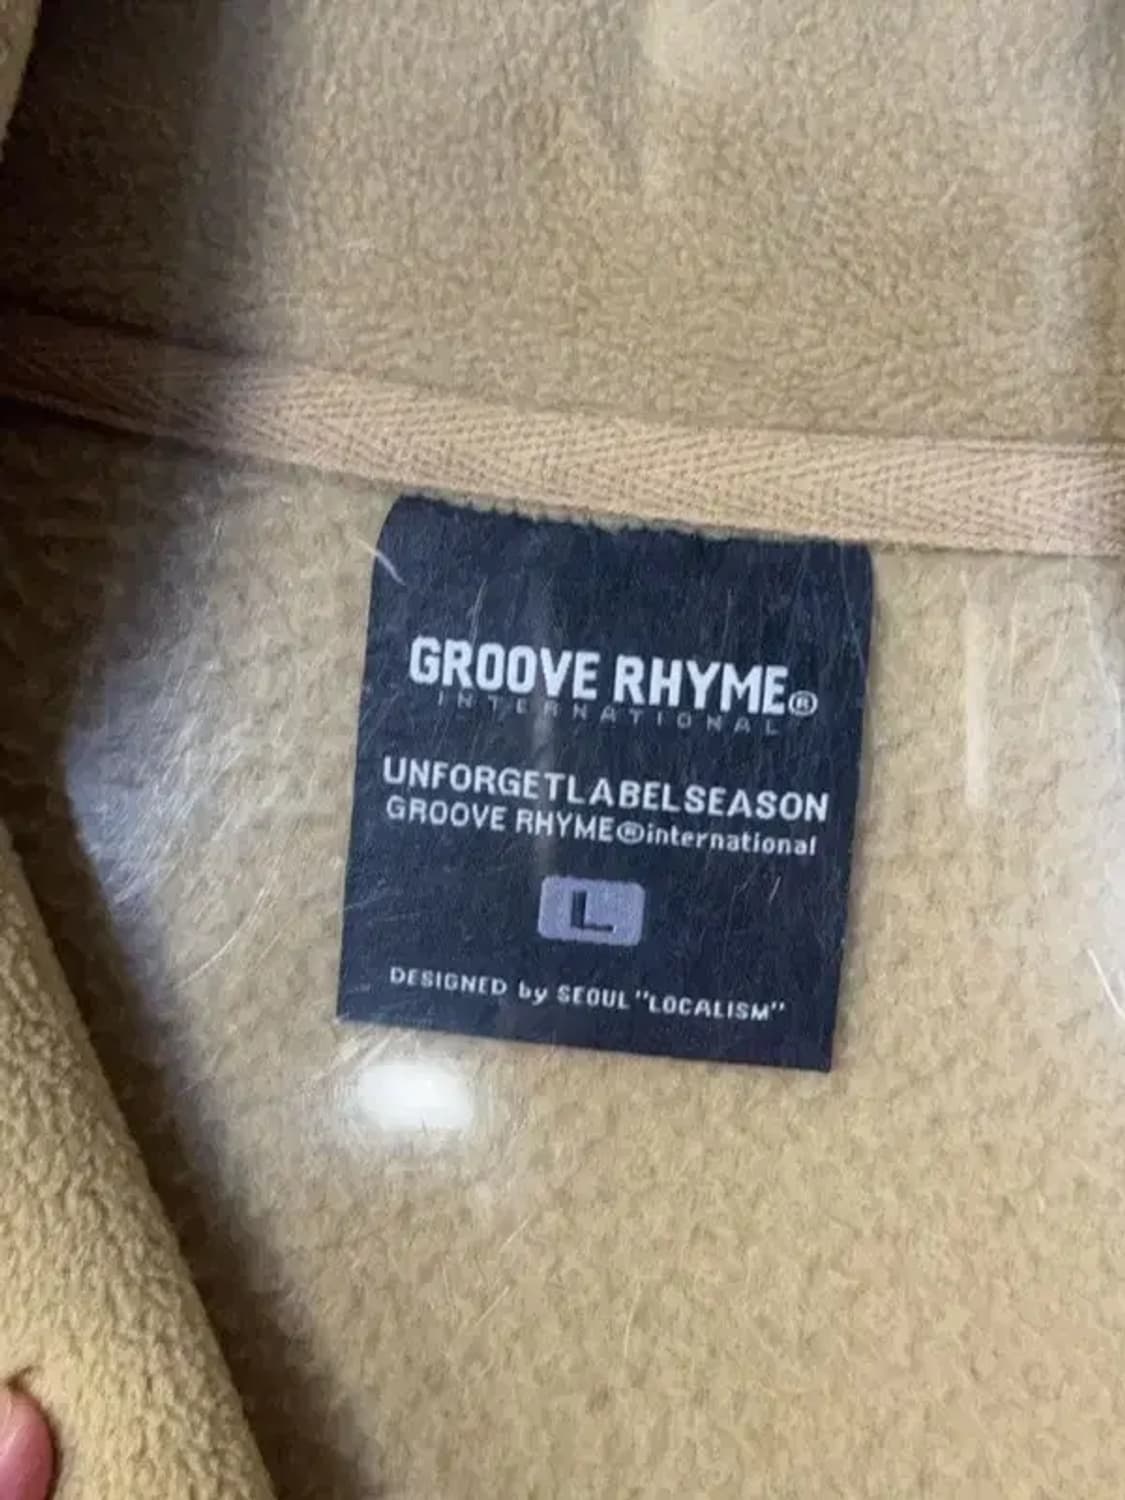 GROOVE RHYME®
INTERNATIONAL
UNFORGETLABELSEASON
GROOVE RHYME®international
L
DESIGNED by SEOUL "LOCALISM"